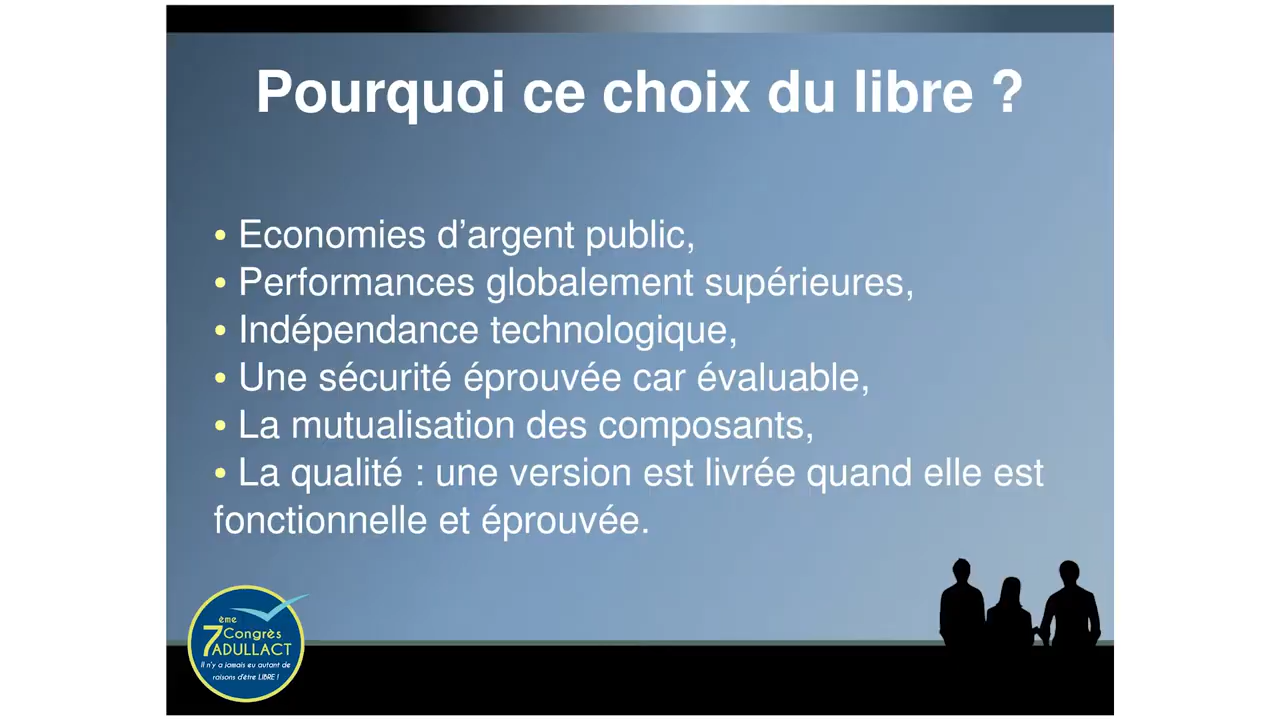 Pourquoi ce choix du libre ?
• Economies d’argent public,
• Performances globalement supérieures,
• Indépendance technologique,
• Une sécurité éprouvée car évaluable,
• La mutualisation des composants,
• La qualité : une version est livrée quand elle est
fonctionnelle et éprouvée.
ème
7 Congrès
ADULLACT
Il n'y a jamais eu autant de
raisons d'être LIBRE !